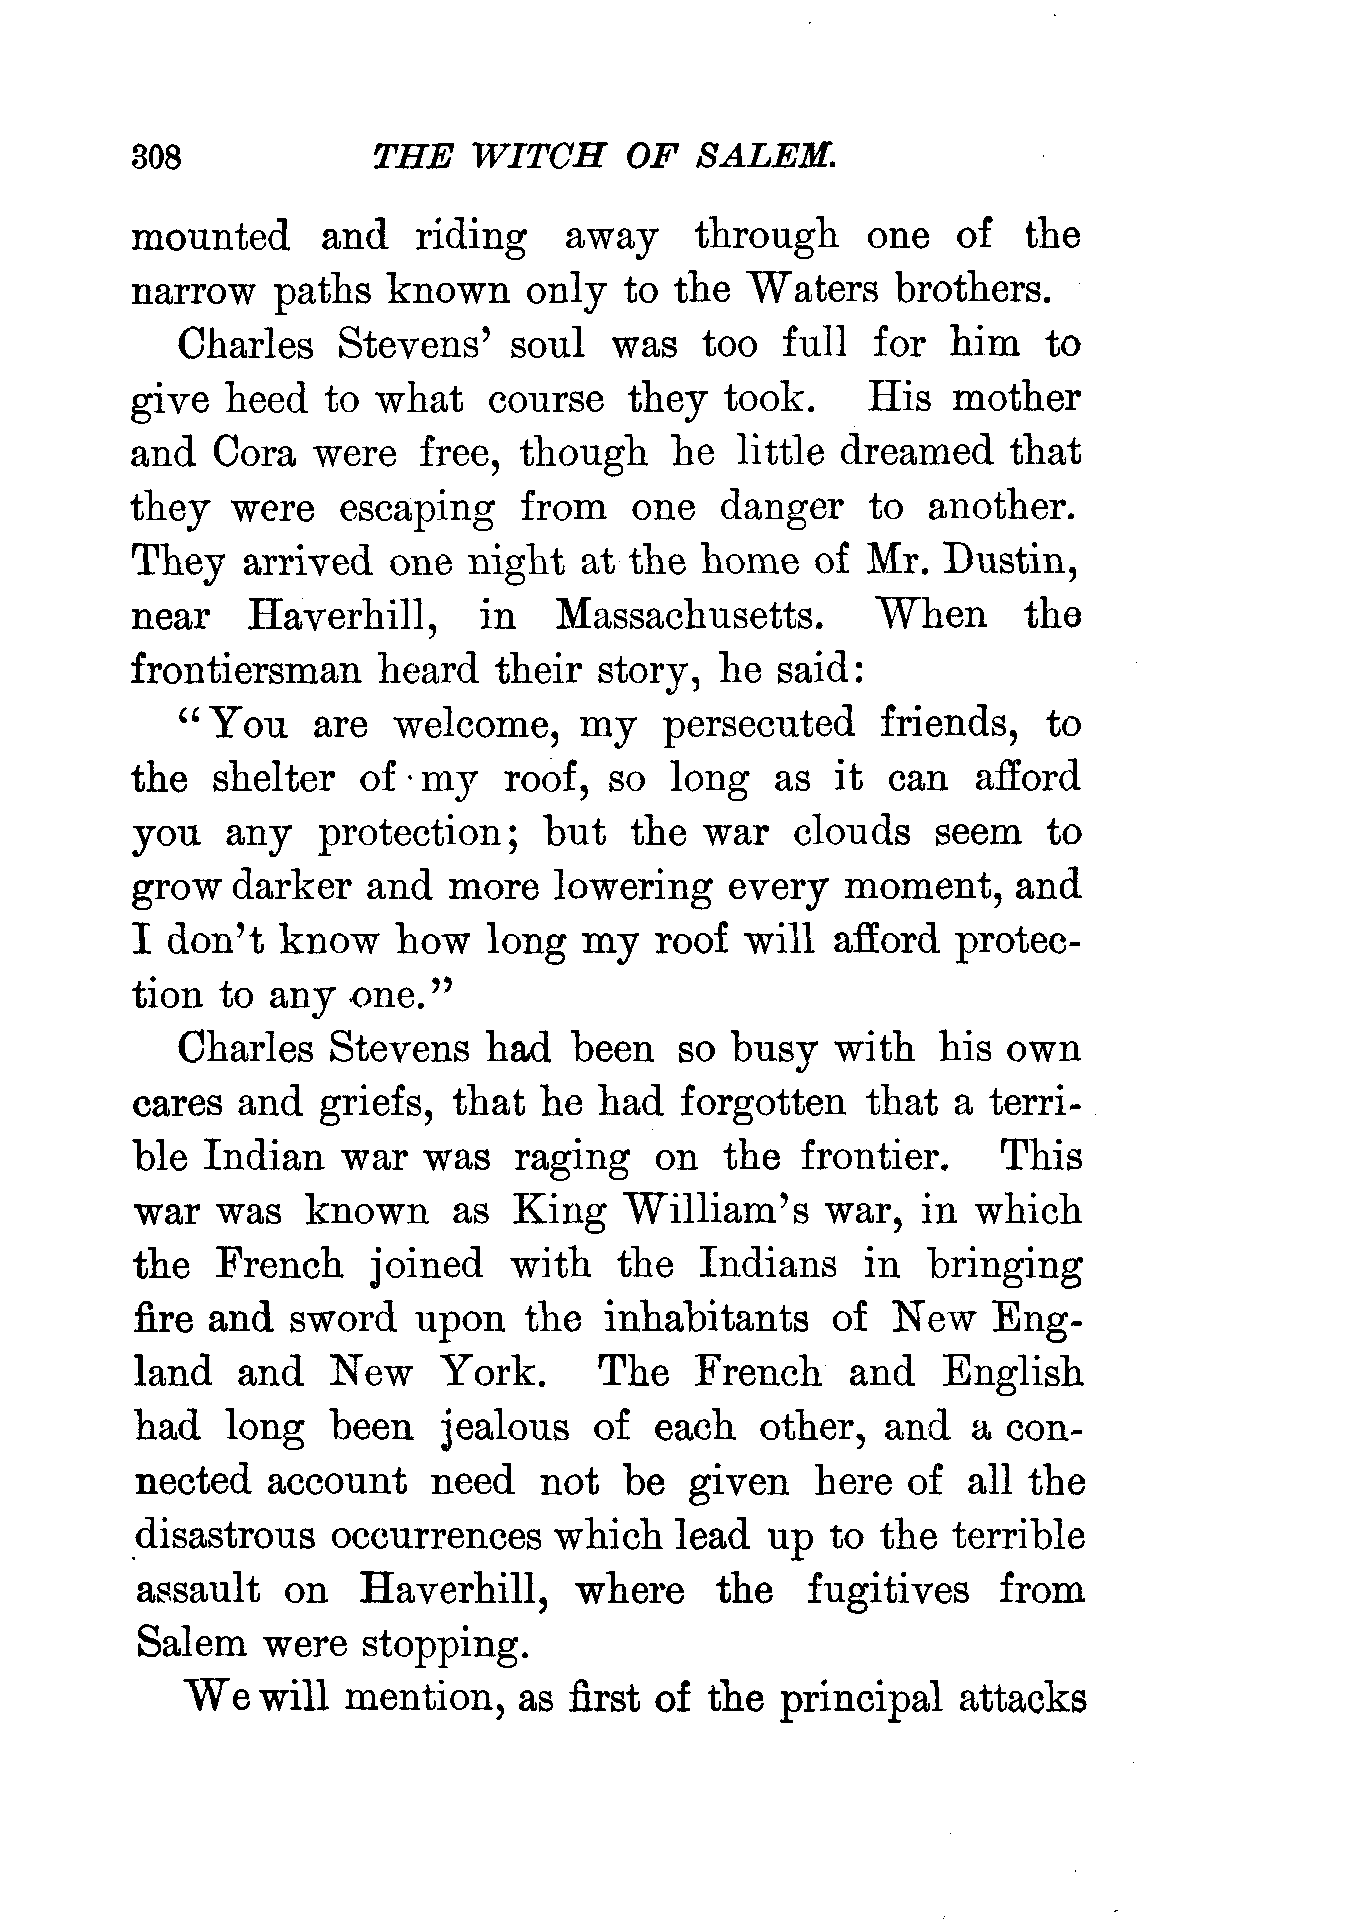 308 THE WITCH OF SALEM.
mounted and riding away through one of the
narrow paths known only to the Waters brothers.
Charles Stevens' soul was too full for him to
give heed to what course they took. His mother
and Cora were free, though he little dreamed that
they were escaping from one danger to another.
They arrived one night at the home of Mr. Dustin,
near Haverhill, in Massachusetts. When the
frontiersman heard their story, he said:
"You are welcome, my persecuted friends, to
the shelter of my roof, so long as it can afford
you any protection; but the war clouds seem to
grow darker and more lowering every moment, and
I don't know how long my roof will afford protec-
tion to any one."
Charles Stevens had been so busy with his own
cares and griefs, that he had forgotten that a terri-
ble Indian war was raging on the frontier. This
war was known as King William's war, in which
the French joined with the Indians in bringing
fire and sword upon the inhabitants of New Eng-
land and New York. The French and English
had long been jealous of each other, and a con-
nected account need not be given here of all the
disastrous occurrences which lead up to the terrible
assault on Haverhill, where the fugitives from
Salem were stopping.
We will mention, as first of the principal attacks